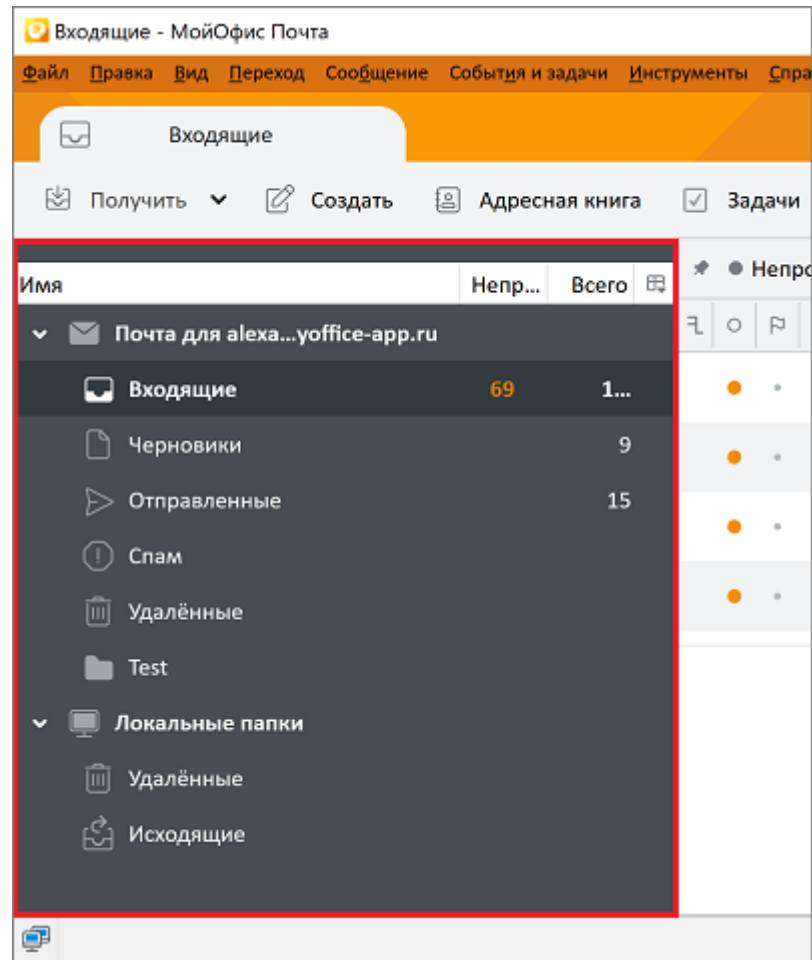 Входящие - МойОфис Почта
Файл Правка Вид Переход Сообщение События и задачи Инструменты Спра
Входящие
Получить Создать Адресная книга Задачи
Имя Непр... Всего Непро
Почта для alexa...yoffice-app.ru
Входящие 69 1...
Черновики 9
Отправленные 15
Спам
Удалённые
Test
Локальные папки
Удалённые
Исходящие